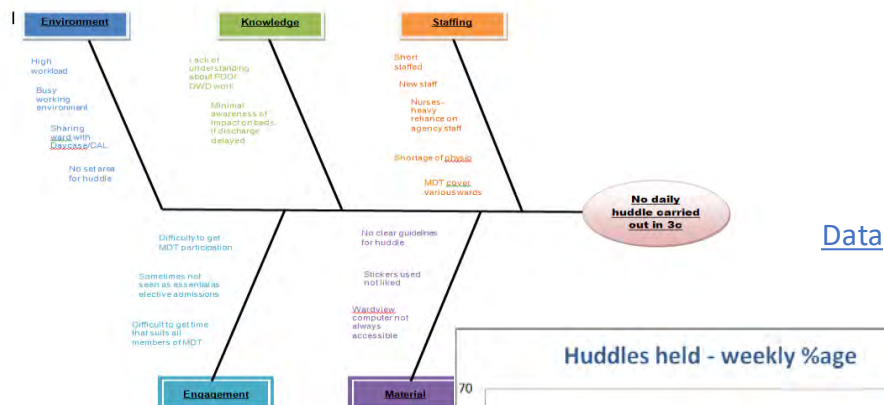 Environment
Knowledge
Staffing
High
workload
Busy
working
environment
Sharing
ward with
Daycase/CAL
No set area
for huddle
Lack of
understanding
about PDD/
DWD work
Minimal
awareness of
impact on beds
if discharge
delayed
Short
staffed
New staff
Nurses-
heavy
reliance on
agency staff
Shortage of physio
MDT cover
various wards
No daily
huddle carried
out in 3c
Difficulty to get
MDT participation
Sometimes not
seen as essential as
elective admissions
Difficult to get time
that suits all
members of MDT
No clear guidelines
for huddle
Stickers used
not liked
Wardview
computer not
always
accessible
Engagement
Material
Data
Huddles held - weekly %age
70